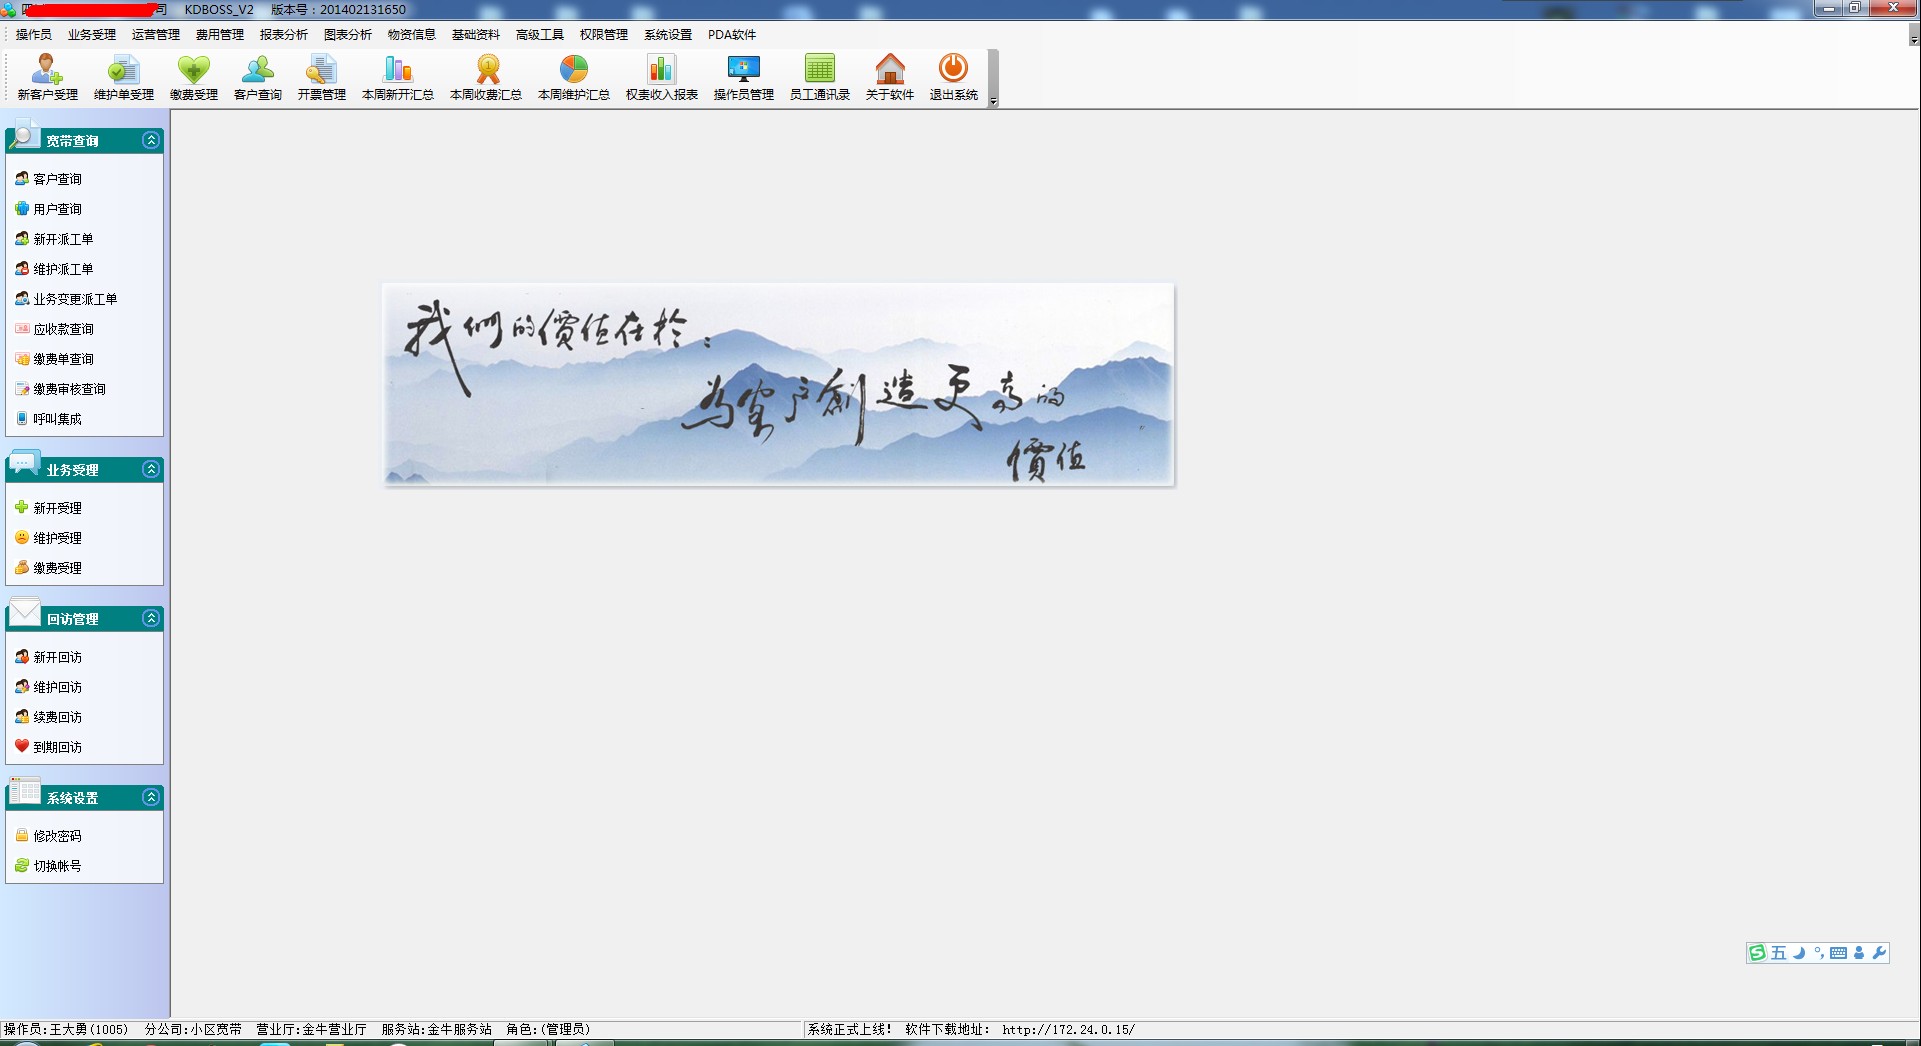 司 KDBOSS_V2 版本号：201402131650
操作员 业务受理 运营管理 费用管理 报表分析 图表分析 物资信息 基础资料 高级工具 权限管理 系统设置 PDA软件
新客户受理 维护单受理 缴费受理 客户查询 开票管理 本周新开汇总 本周收费汇总 本周维护汇总 权责收入报表 操作员管理 员工通讯录 关于软件 退出系统
宽带查询
客户查询
用户查询
新开派工单
维护派工单
业务变更派工单
应收款查询
缴费单查询
缴费审核查询
呼叫集成
业务受理
新开受理
维护受理
缴费受理
回访管理
新开回访
维护回访
续费回访
到期回访
系统设置
修改密码
切换帐号
我們的價值在於：
為客户創造更高的
價值
五
操作员:王大勇(1005) 分公司:小区宽带 营业厅:金牛营业厅 服务站:金牛服务站 角色:(管理员)
系统正式上线！ 软件下载地址： http://172.24.0.15/